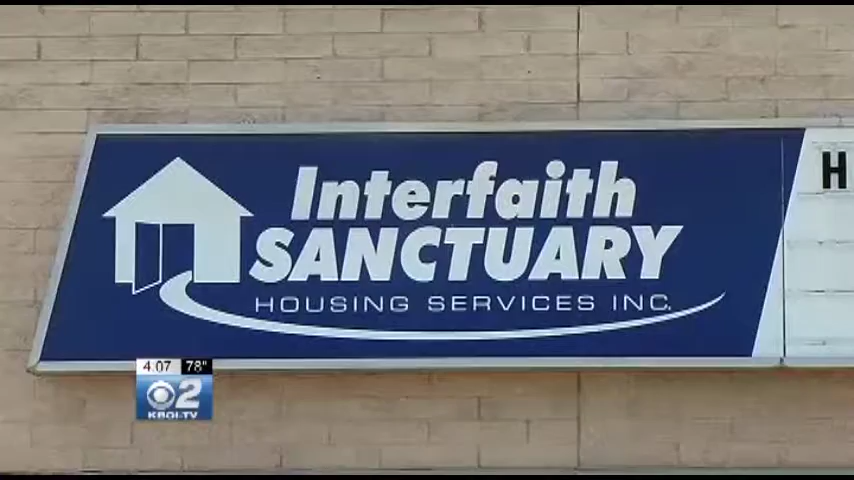 Interfaith
SANCTUARY
HOUSING SERVICES INC.
H
4:07 78°
2
KBOI-TV